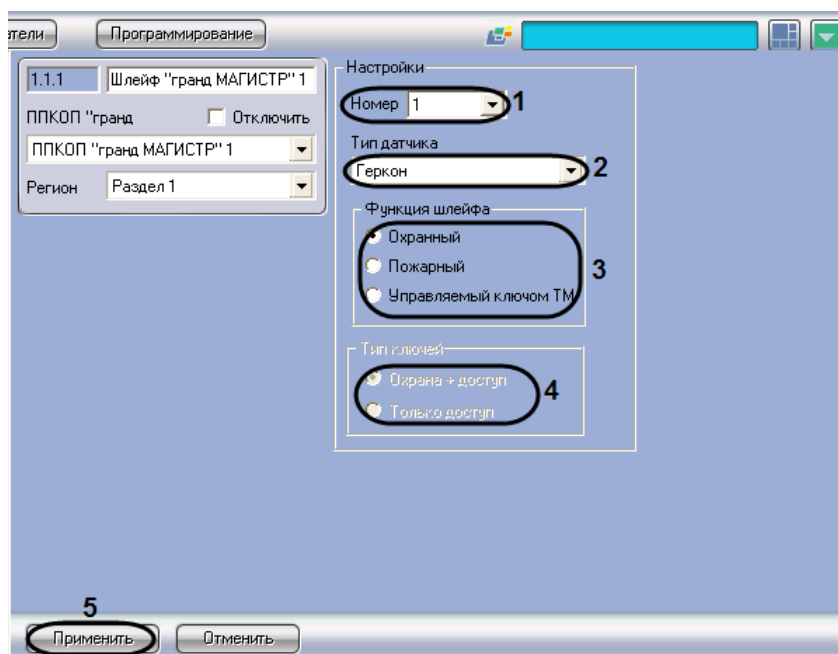 тели
Программирование
1.1.1
Шлейф "гранд МАГИСТР" 1
ППКОП "гранд
Отключить
ППКОП "гранд МАГИСТР" 1
Регион
Раздел 1
Настройки
Номер 1
1
Тип датчика
Геркон
2
Функция шлейфа
Охранный
Пожарный
Управляемый ключом ТМ
3
Тип ключей
Охрана + доступ
Только доступ
4
5
Применить
Отменить